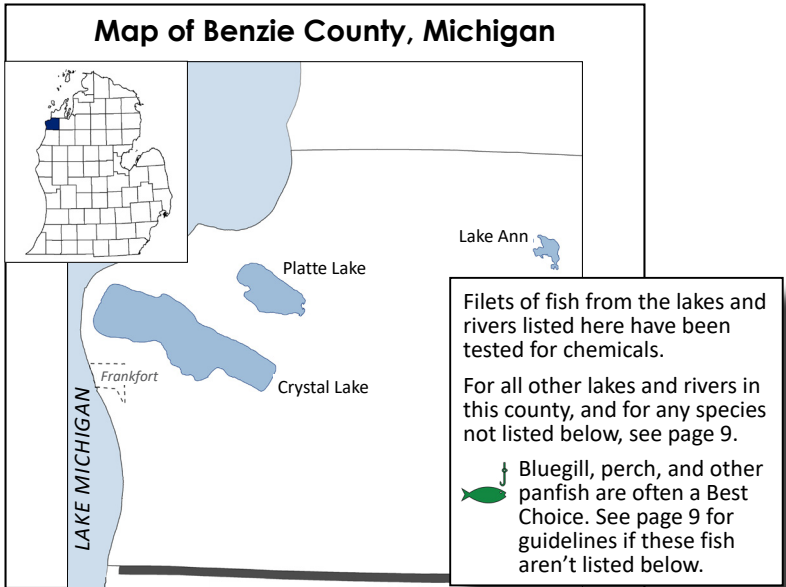 Map of Benzie County, Michigan
Lake Ann
Platte Lake
Crystal Lake
Frankfort
LAKE MICHIGAN
Filets of fish from the lakes and
rivers listed here have been
tested for chemicals.
For all other lakes and rivers in
this county, and for any species
not listed below, see page 9.
Bluegill, perch, and other
panfish are often a Best
Choice. See page 9 for
guidelines if these fish
aren't listed below.